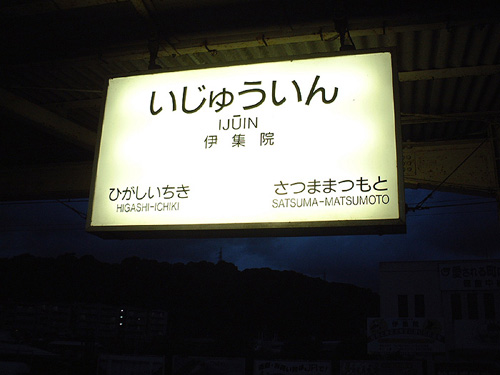 いじゅういん
IJŪIN
伊集院
ひがしいちき
HIGASHI-ICHIKI
さつままつもと
SATSUMA-MATSUMOTO